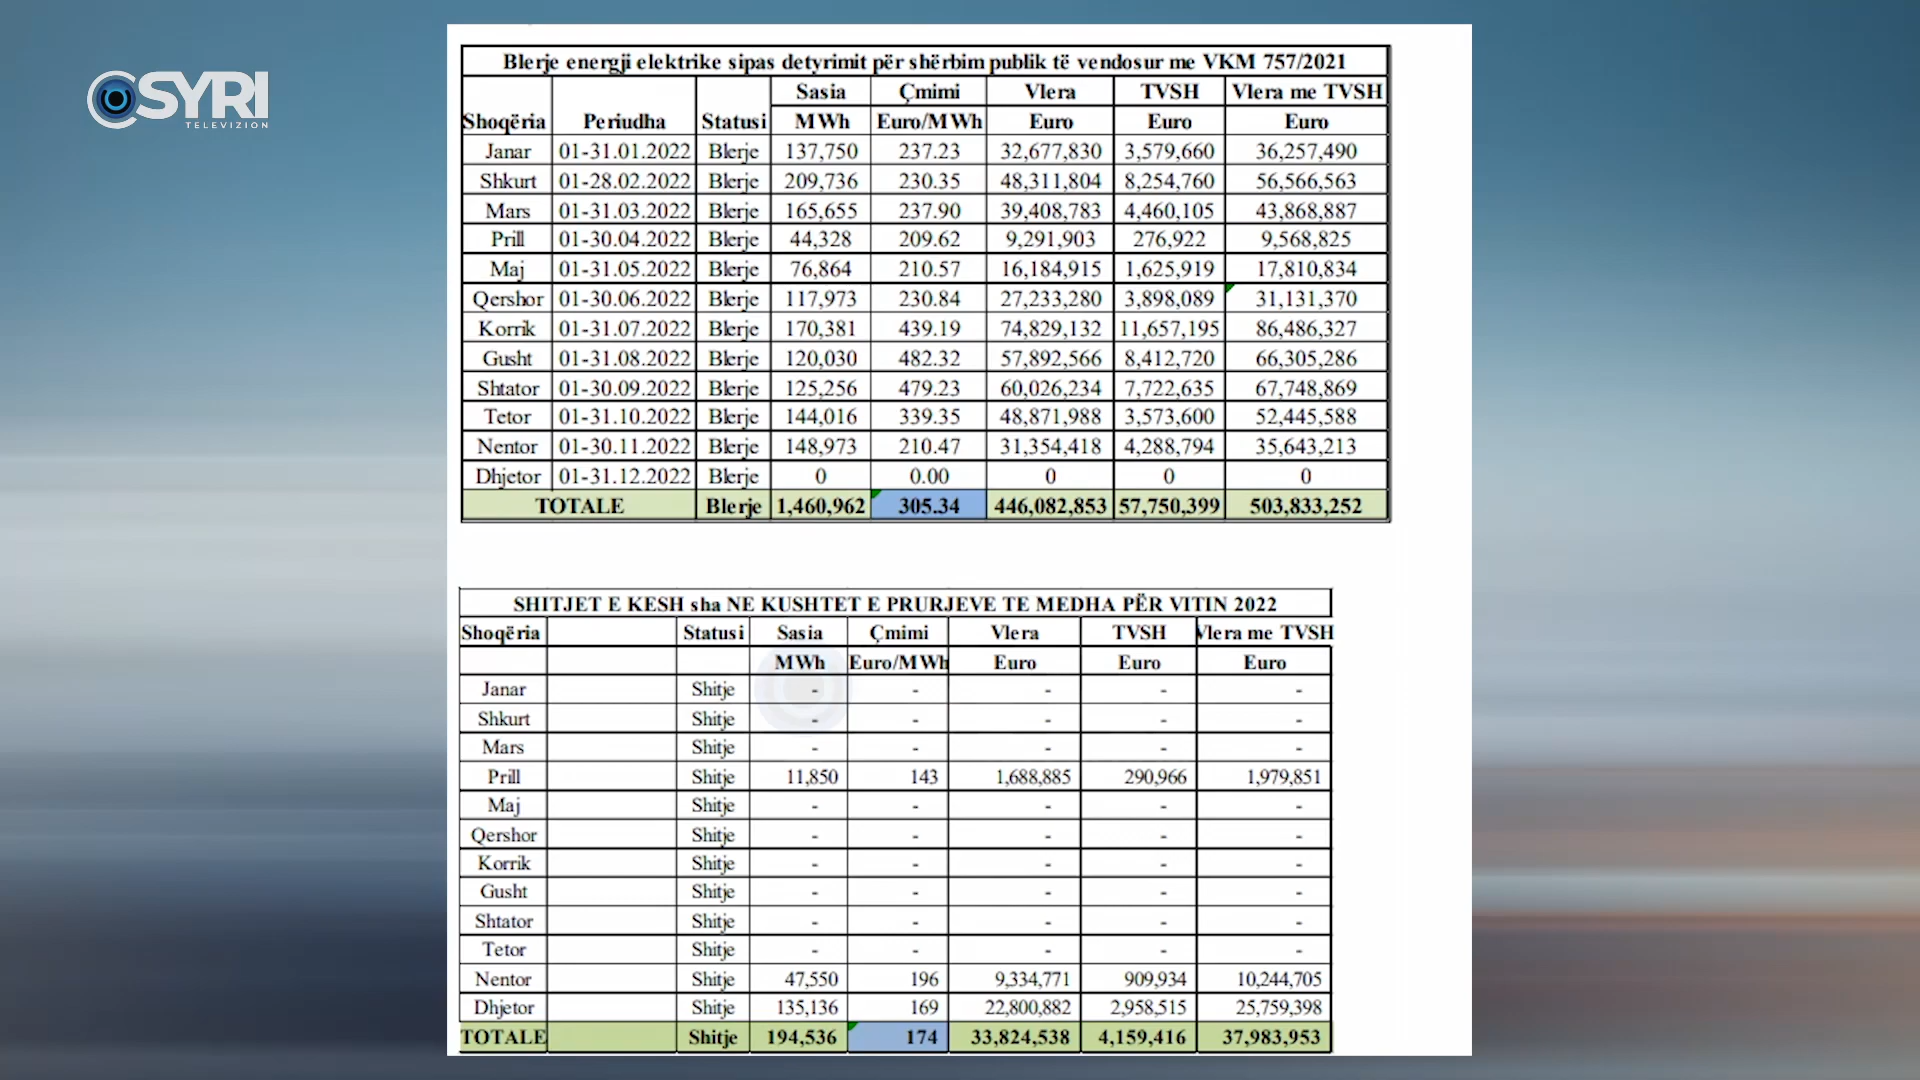 SYRI
TELEVIZION
Blerje energji elektrike sipas detyrimit për shërbim publik të vendosur me VKM 757/2021
Sasia Çmimi Vlera TVSH Vlera me TVSH
Shoqëria Periudha Statusi MWh Euro/MWh Euro Euro Euro
Janar 01-31.01.2022 Blerje 137,750 237.23 32,677,830 3,579,660 36,257,490
Shkurt 01-28.02.2022 Blerje 209,736 230.35 48,311,804 8,254,760 56,566,563
Mars 01-31.03.2022 Blerje 165,655 237.90 39,408,783 4,460,105 43,868,887
Prill 01-30.04.2022 Blerje 44,328 209.62 9,291,903 276,922 9,568,825
Maj 01-31.05.2022 Blerje 76,864 210.57 16,184,915 1,625,919 17,810,834
Qershor 01-30.06.2022 Blerje 117,973 230.84 27,233,280 3,898,089 31,131,370
Korrik 01-31.07.2022 Blerje 170,381 439.19 74,829,132 11,657,195 86,486,327
Gusht 01-31.08.2022 Blerje 120,030 482.32 57,892,566 8,412,720 66,305,286
Shtator 01-30.09.2022 Blerje 125,256 479.23 60,026,234 7,722,635 67,748,869
Tetor 01-31.10.2022 Blerje 144,016 339.35 48,871,988 3,573,600 52,445,588
Nentor 01-30.11.2022 Blerje 148,973 210.47 31,354,418 4,288,794 35,643,213
Dhjetor 01-31.12.2022 Blerje 0 0.00 0 0 0
TOTALE Blerje 1,460,962 305.34 446,082,853 57,750,399 503,833,252
SHITJET E KESH sha NE KUSHTET E PRURJEVE TE MEDHA PËR VITIN 2022
Shoqëria Statusi Sasia Çmimi Vlera TVSH Vlera me TVSH
MWh Euro/MWh Euro Euro Euro
Janar Shitje - - - - -
Shkurt Shitje - - - - -
Mars Shitje - - - - -
Prill Shitje 11,850 143 1,688,885 290,966 1,979,851
Maj Shitje - - - - -
Qershor Shitje - - - - -
Korrik Shitje - - - - -
Gusht Shitje - - - - -
Shtator Shitje - - - - -
Tetor Shitje - - - - -
Nentor Shitje 47,550 196 9,334,771 909,934 10,244,705
Dhjetor Shitje 135,136 169 22,800,882 2,958,515 25,759,398
TOTALE Shitje 194,536 174 33,824,538 4,159,416 37,983,953